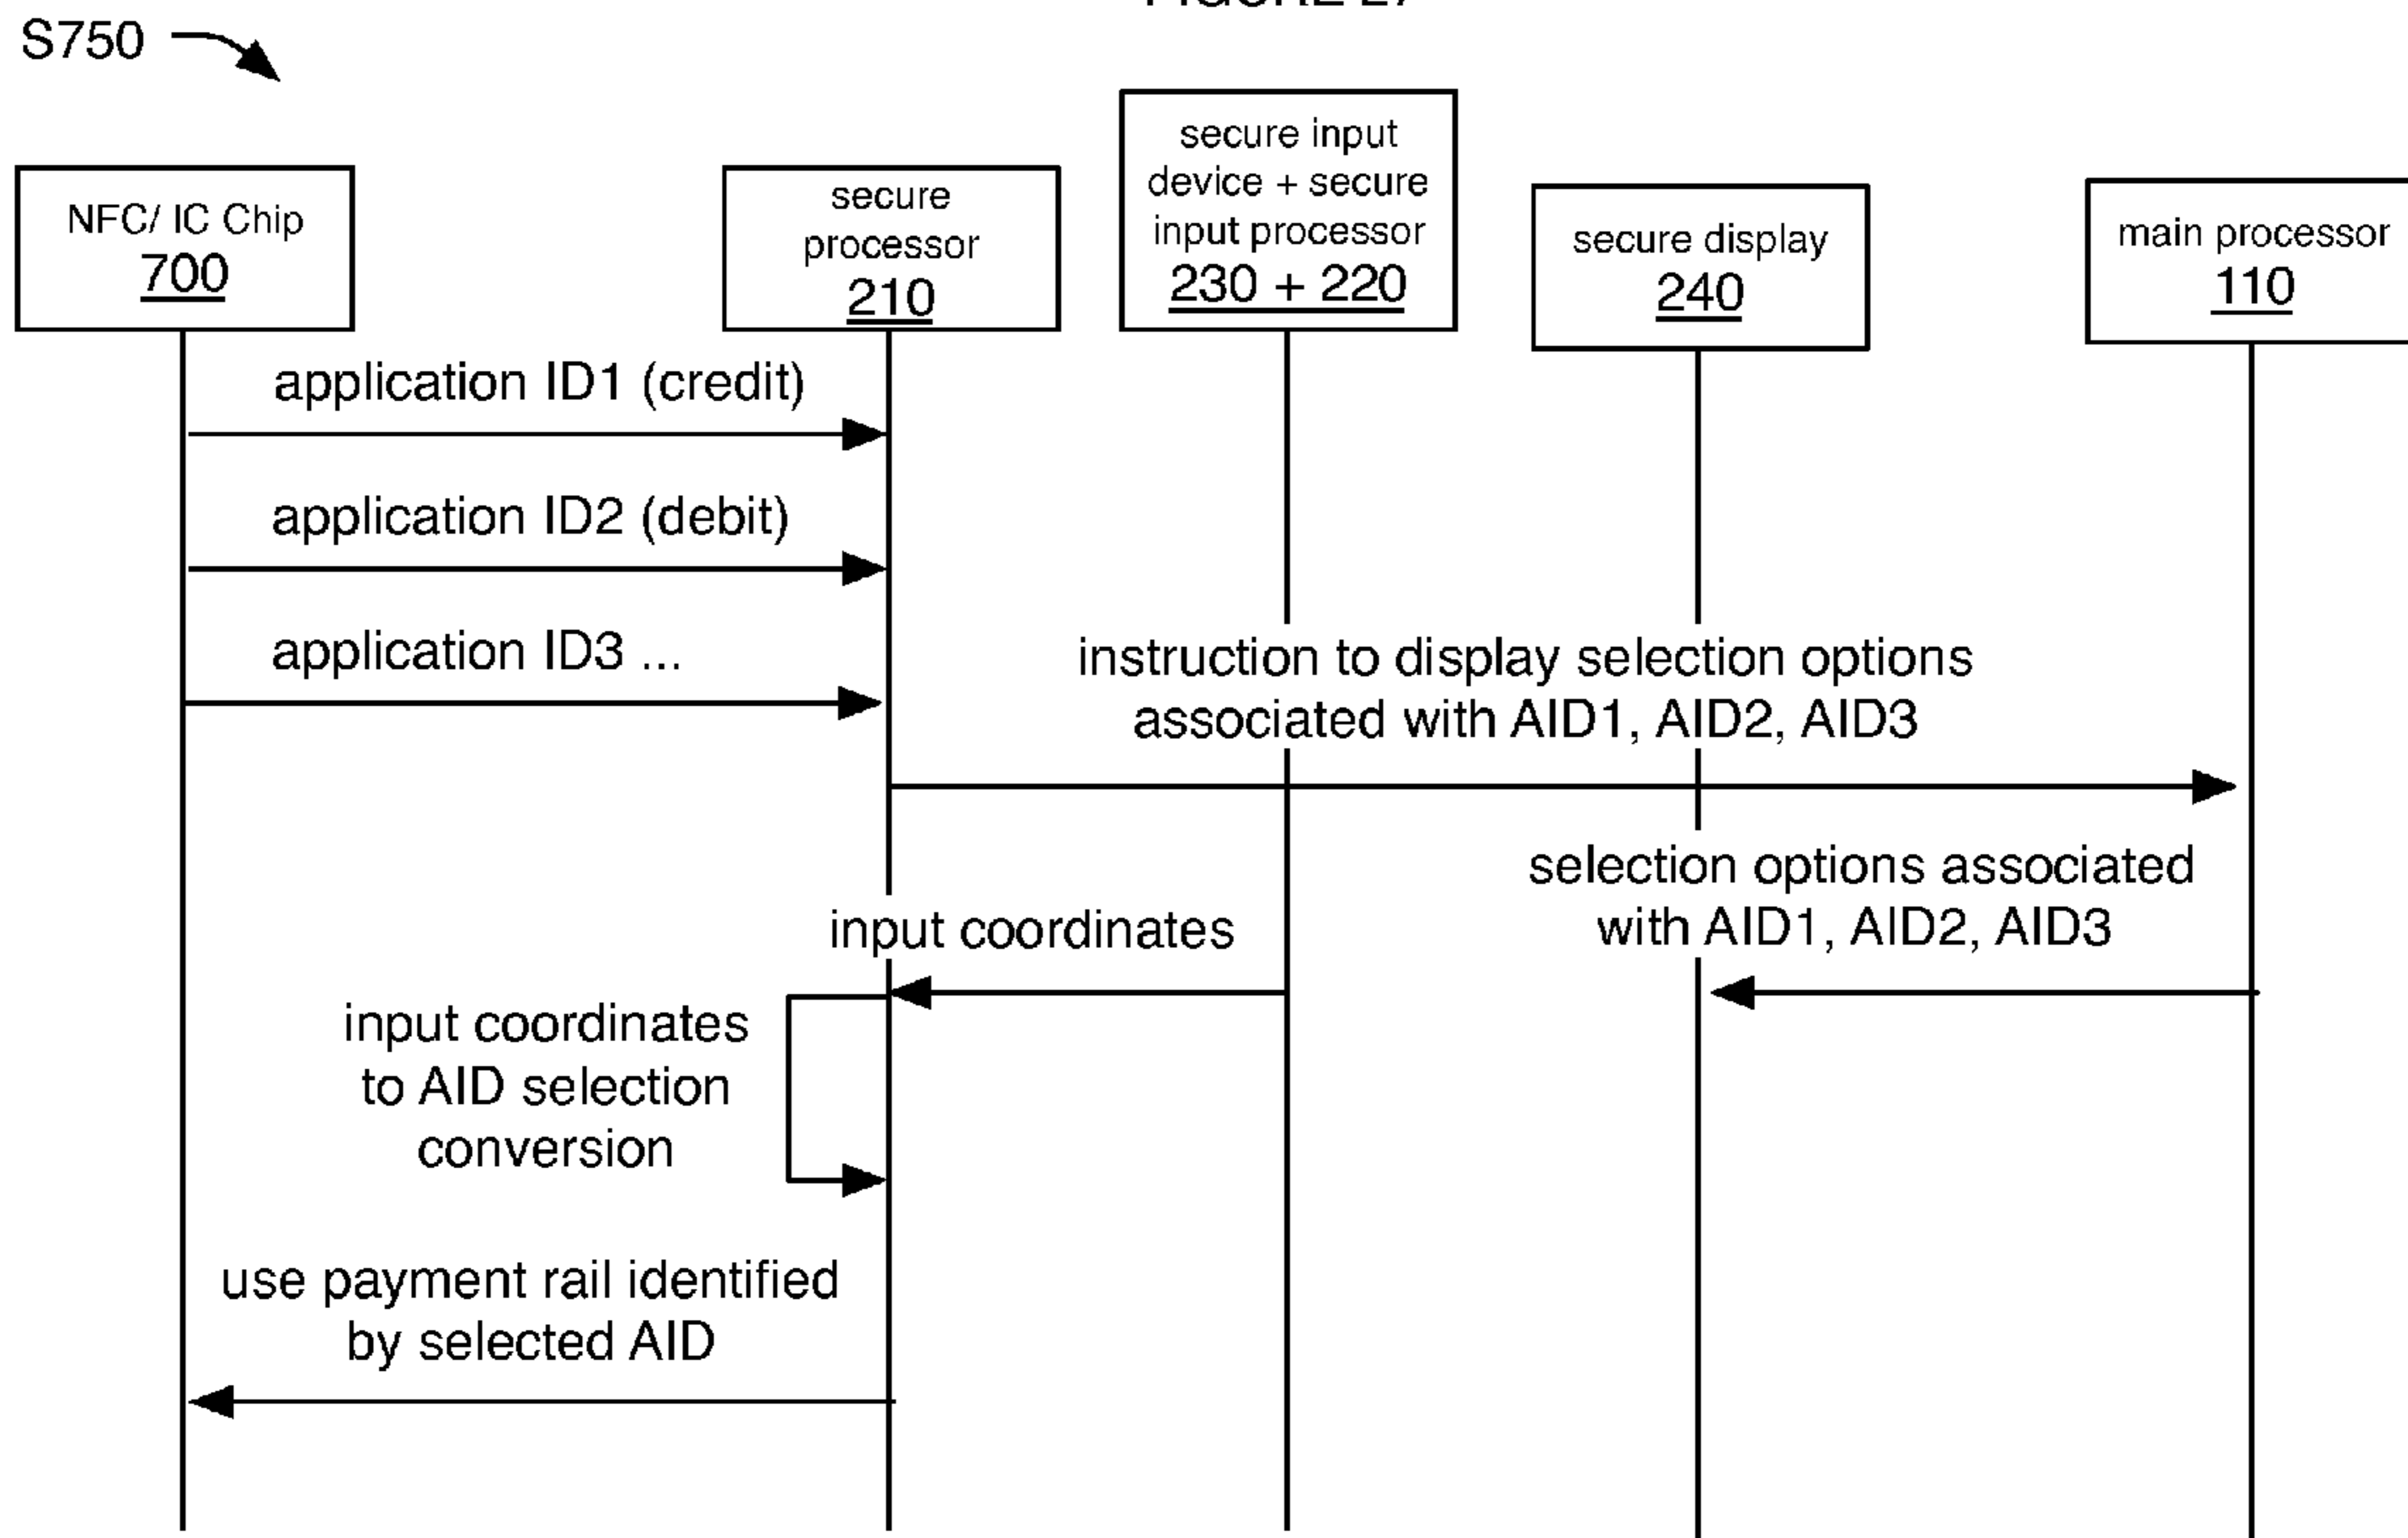 S750
NFC/ IC Chip
700
secure
processor
210
secure input
device + secure
input processor
230 + 220
secure display
240
main processor
110
application ID1 (credit)
application ID2 (debit)
application ID3 ...
instruction to display selection options
associated with AID1, AID2, AID3
selection options associated
with AID1, AID2, AID3
input coordinates
input coordinates
to AID selection
conversion
use payment rail identified
by selected AID